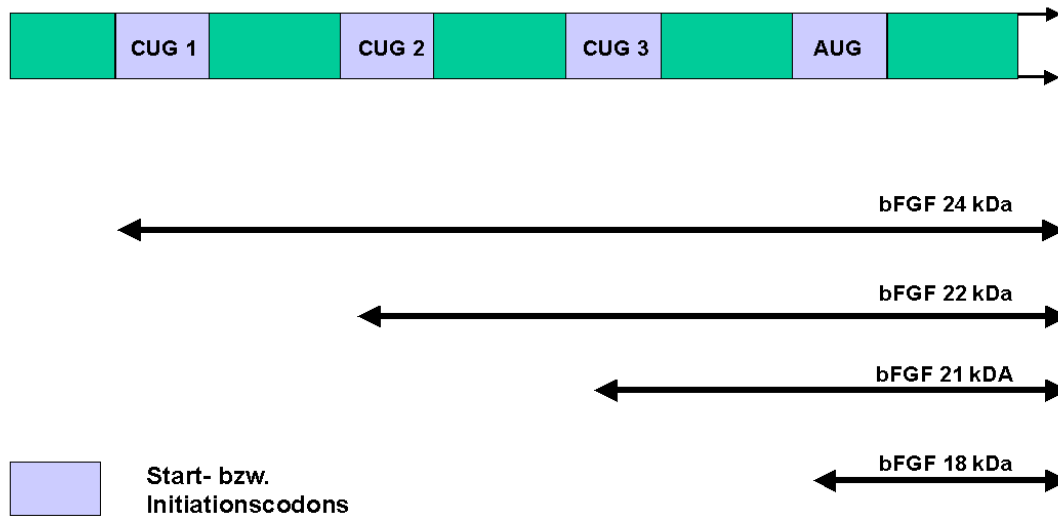 CUG 1 CUG 2 CUG 3 AUG
bFGF 24 kDa
bFGF 22 kDa
bFGF 21 kDA
bFGF 18 kDa
Start- bzw.
Initiationscodons